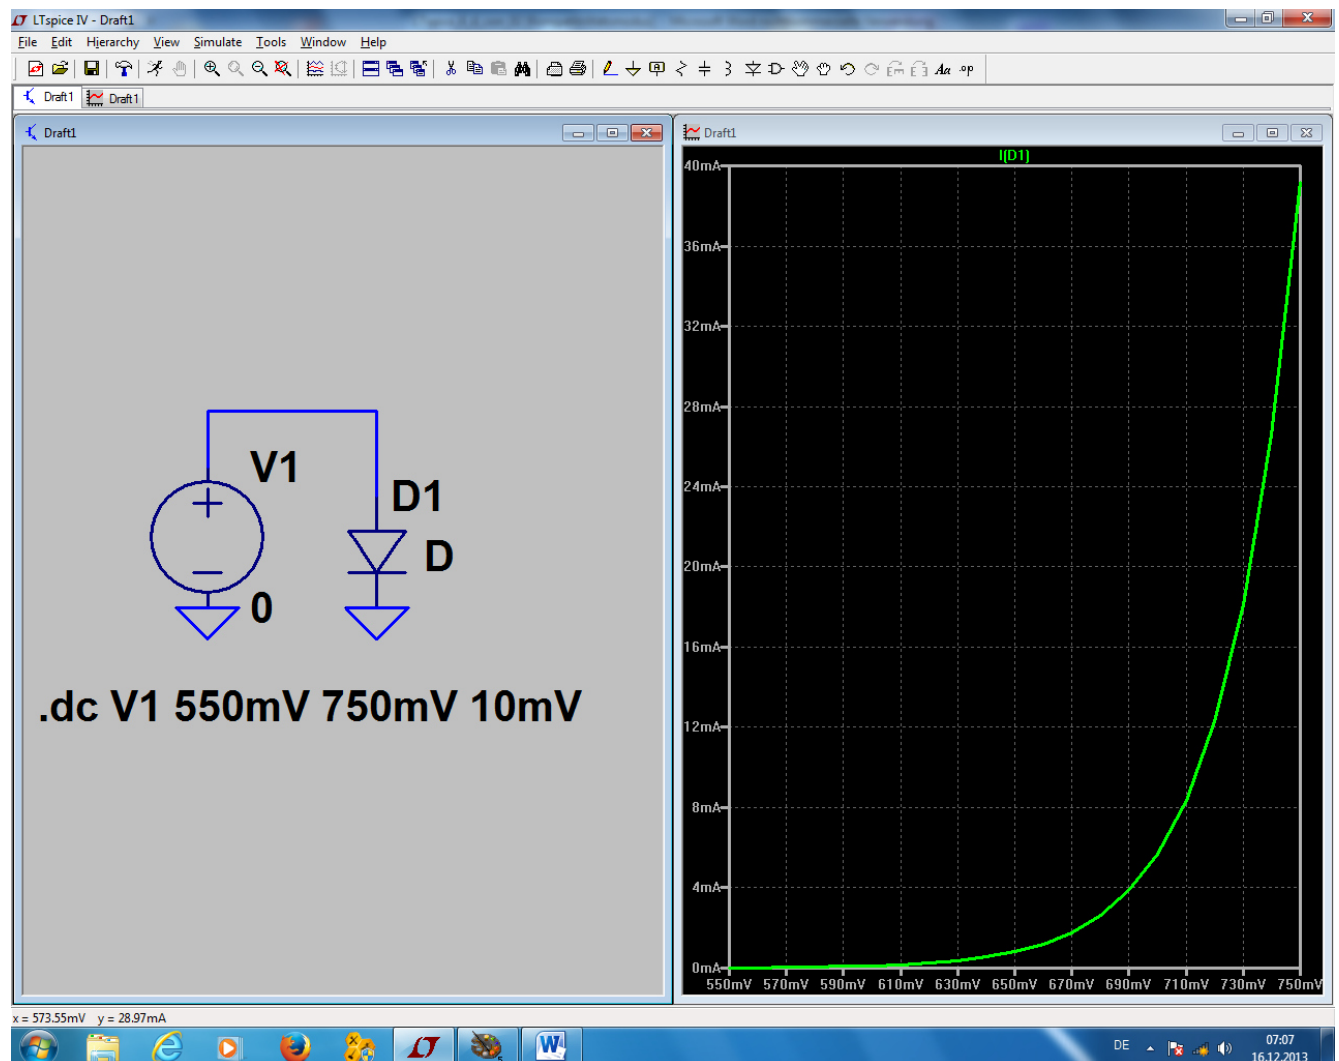 LTspice IV - Draft1
File Edit Hierarchy View Simulate Tools Window Help
Aa .op
Draft1 Draft1
Draft1
V1
D1
D
0
.dc V1 550mV 750mV 10mV
Draft1
I(D1)
40mA
36mA
32mA
28mA
24mA
20mA
16mA
12mA
8mA
4mA
0mA
550mV 570mV 590mV 610mV 630mV 650mV 670mV 690mV 710mV 730mV 750mV
x = 573.55mV y = 28.97mA
DE
07:07
16.12.2013